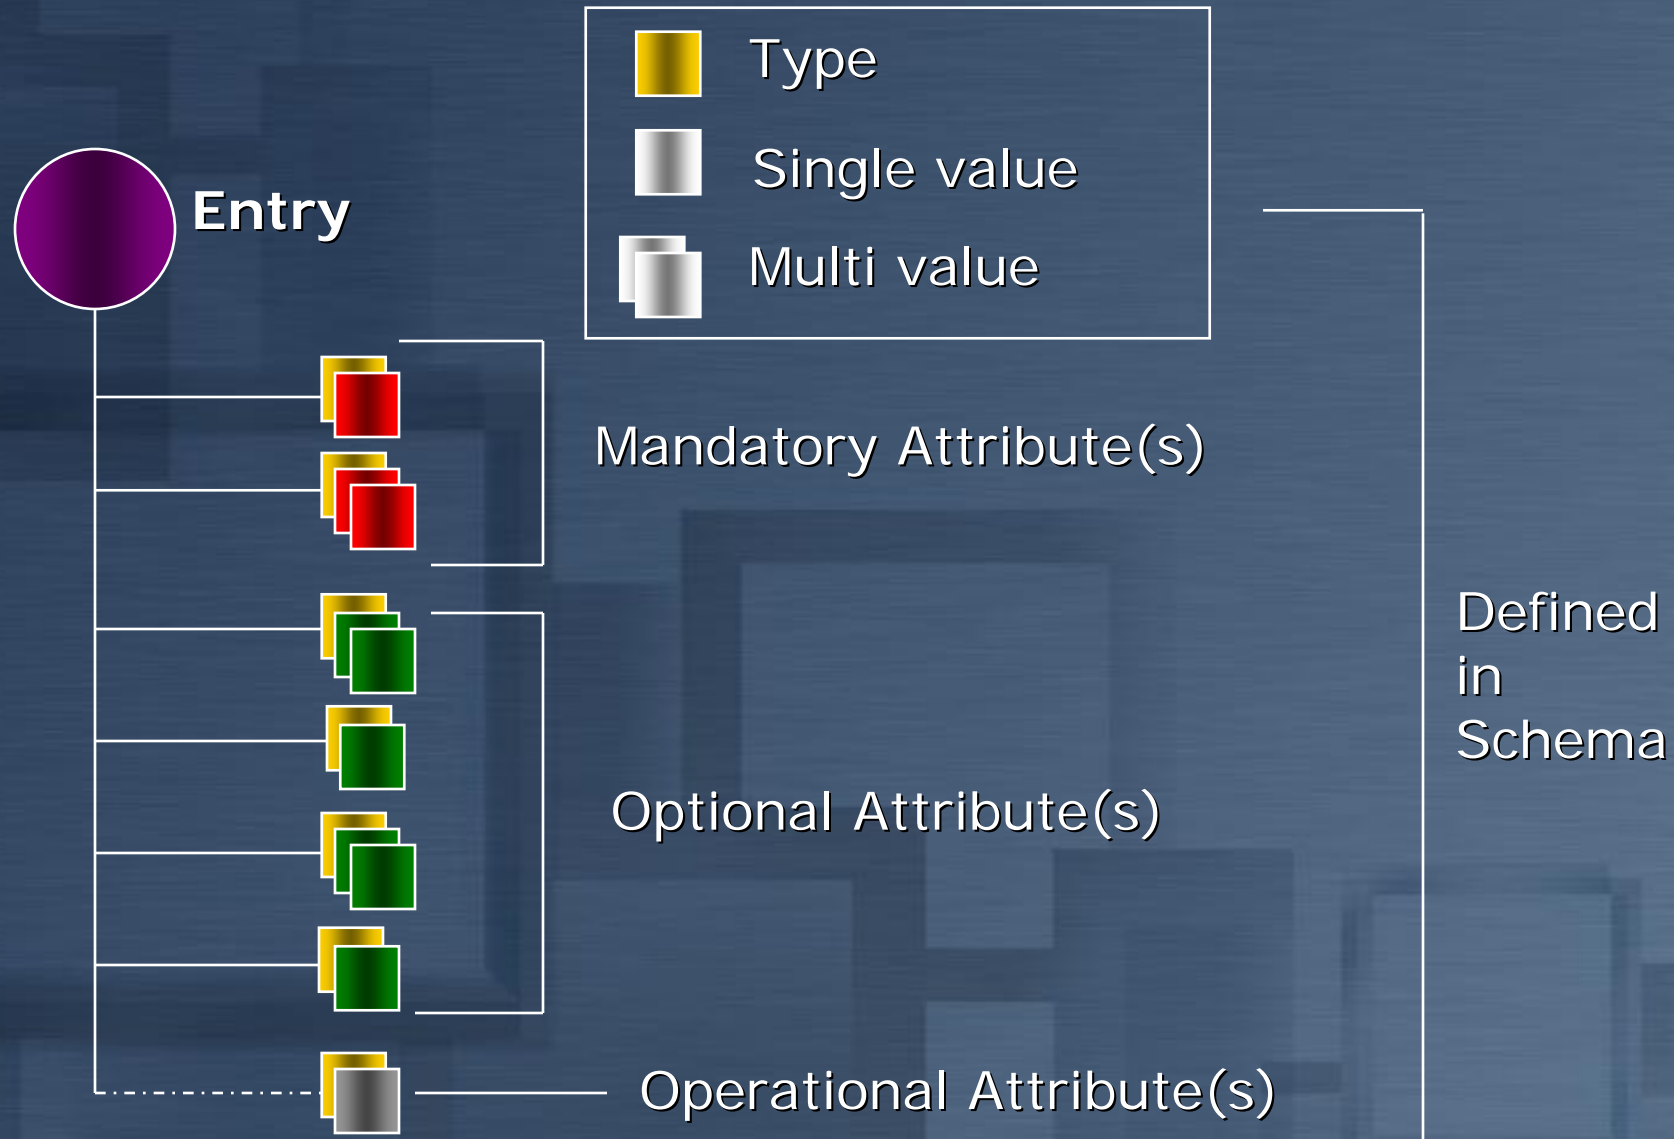 Type
Single value
Multi value
Entry
Mandatory Attribute(s)
Optional Attribute(s)
Operational Attribute(s)
Defined
in
Schema